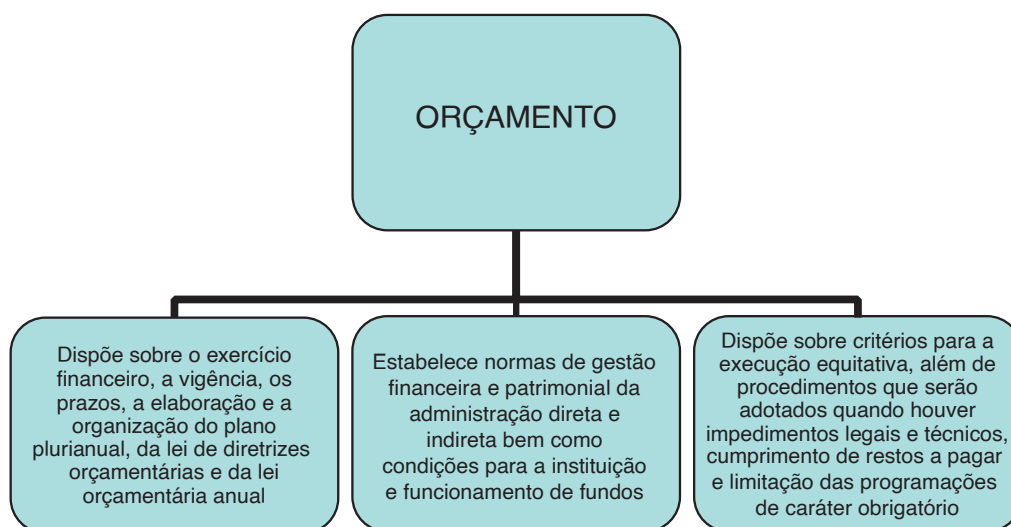 ORÇAMENTO
Dispõe sobre o exercício
financeiro, a vigência, os
prazos, a elaboração e a
organização do plano
plurianual, da lei de diretrizes
orçamentárias e da lei
orçamentária anual
Estabelece normas de gestão
financeira e patrimonial da
administração direta e
indireta bem como
condições para a instituição
e funcionamento de fundos
Dispõe sobre critérios para a
execução equitativa, além de
procedimentos que serão
adotados quando houver
impedimentos legais e técnicos,
cumprimento de restos a pagar
e limitação das programações
de caráter obrigatório